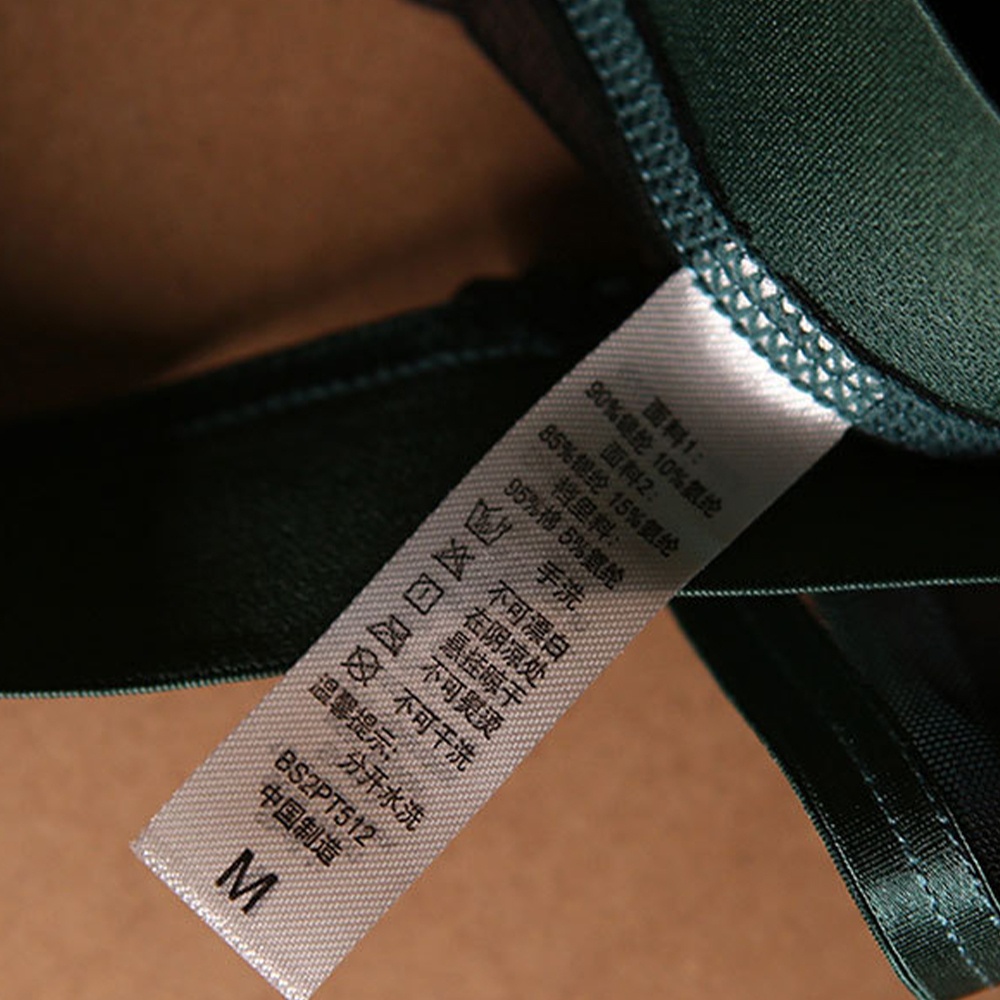 面料1:
90%锦纶 10%氨纶
面料2:
85%锦纶 15%氨纶
裆里料:
95%棉 5%氨纶
手洗
不可漂白
在阴凉处
悬挂晾干
不可熨烫
不可干洗
温馨提示:
分开水洗
BS2PT512
中国制造
M